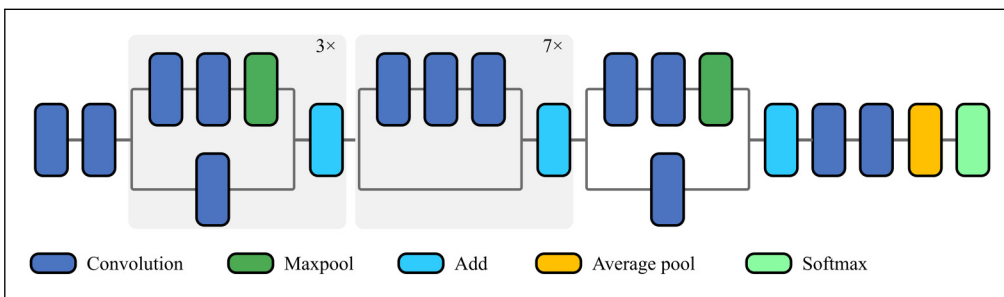 3×
7×
Convolution
Maxpool
Add
Average pool
Softmax